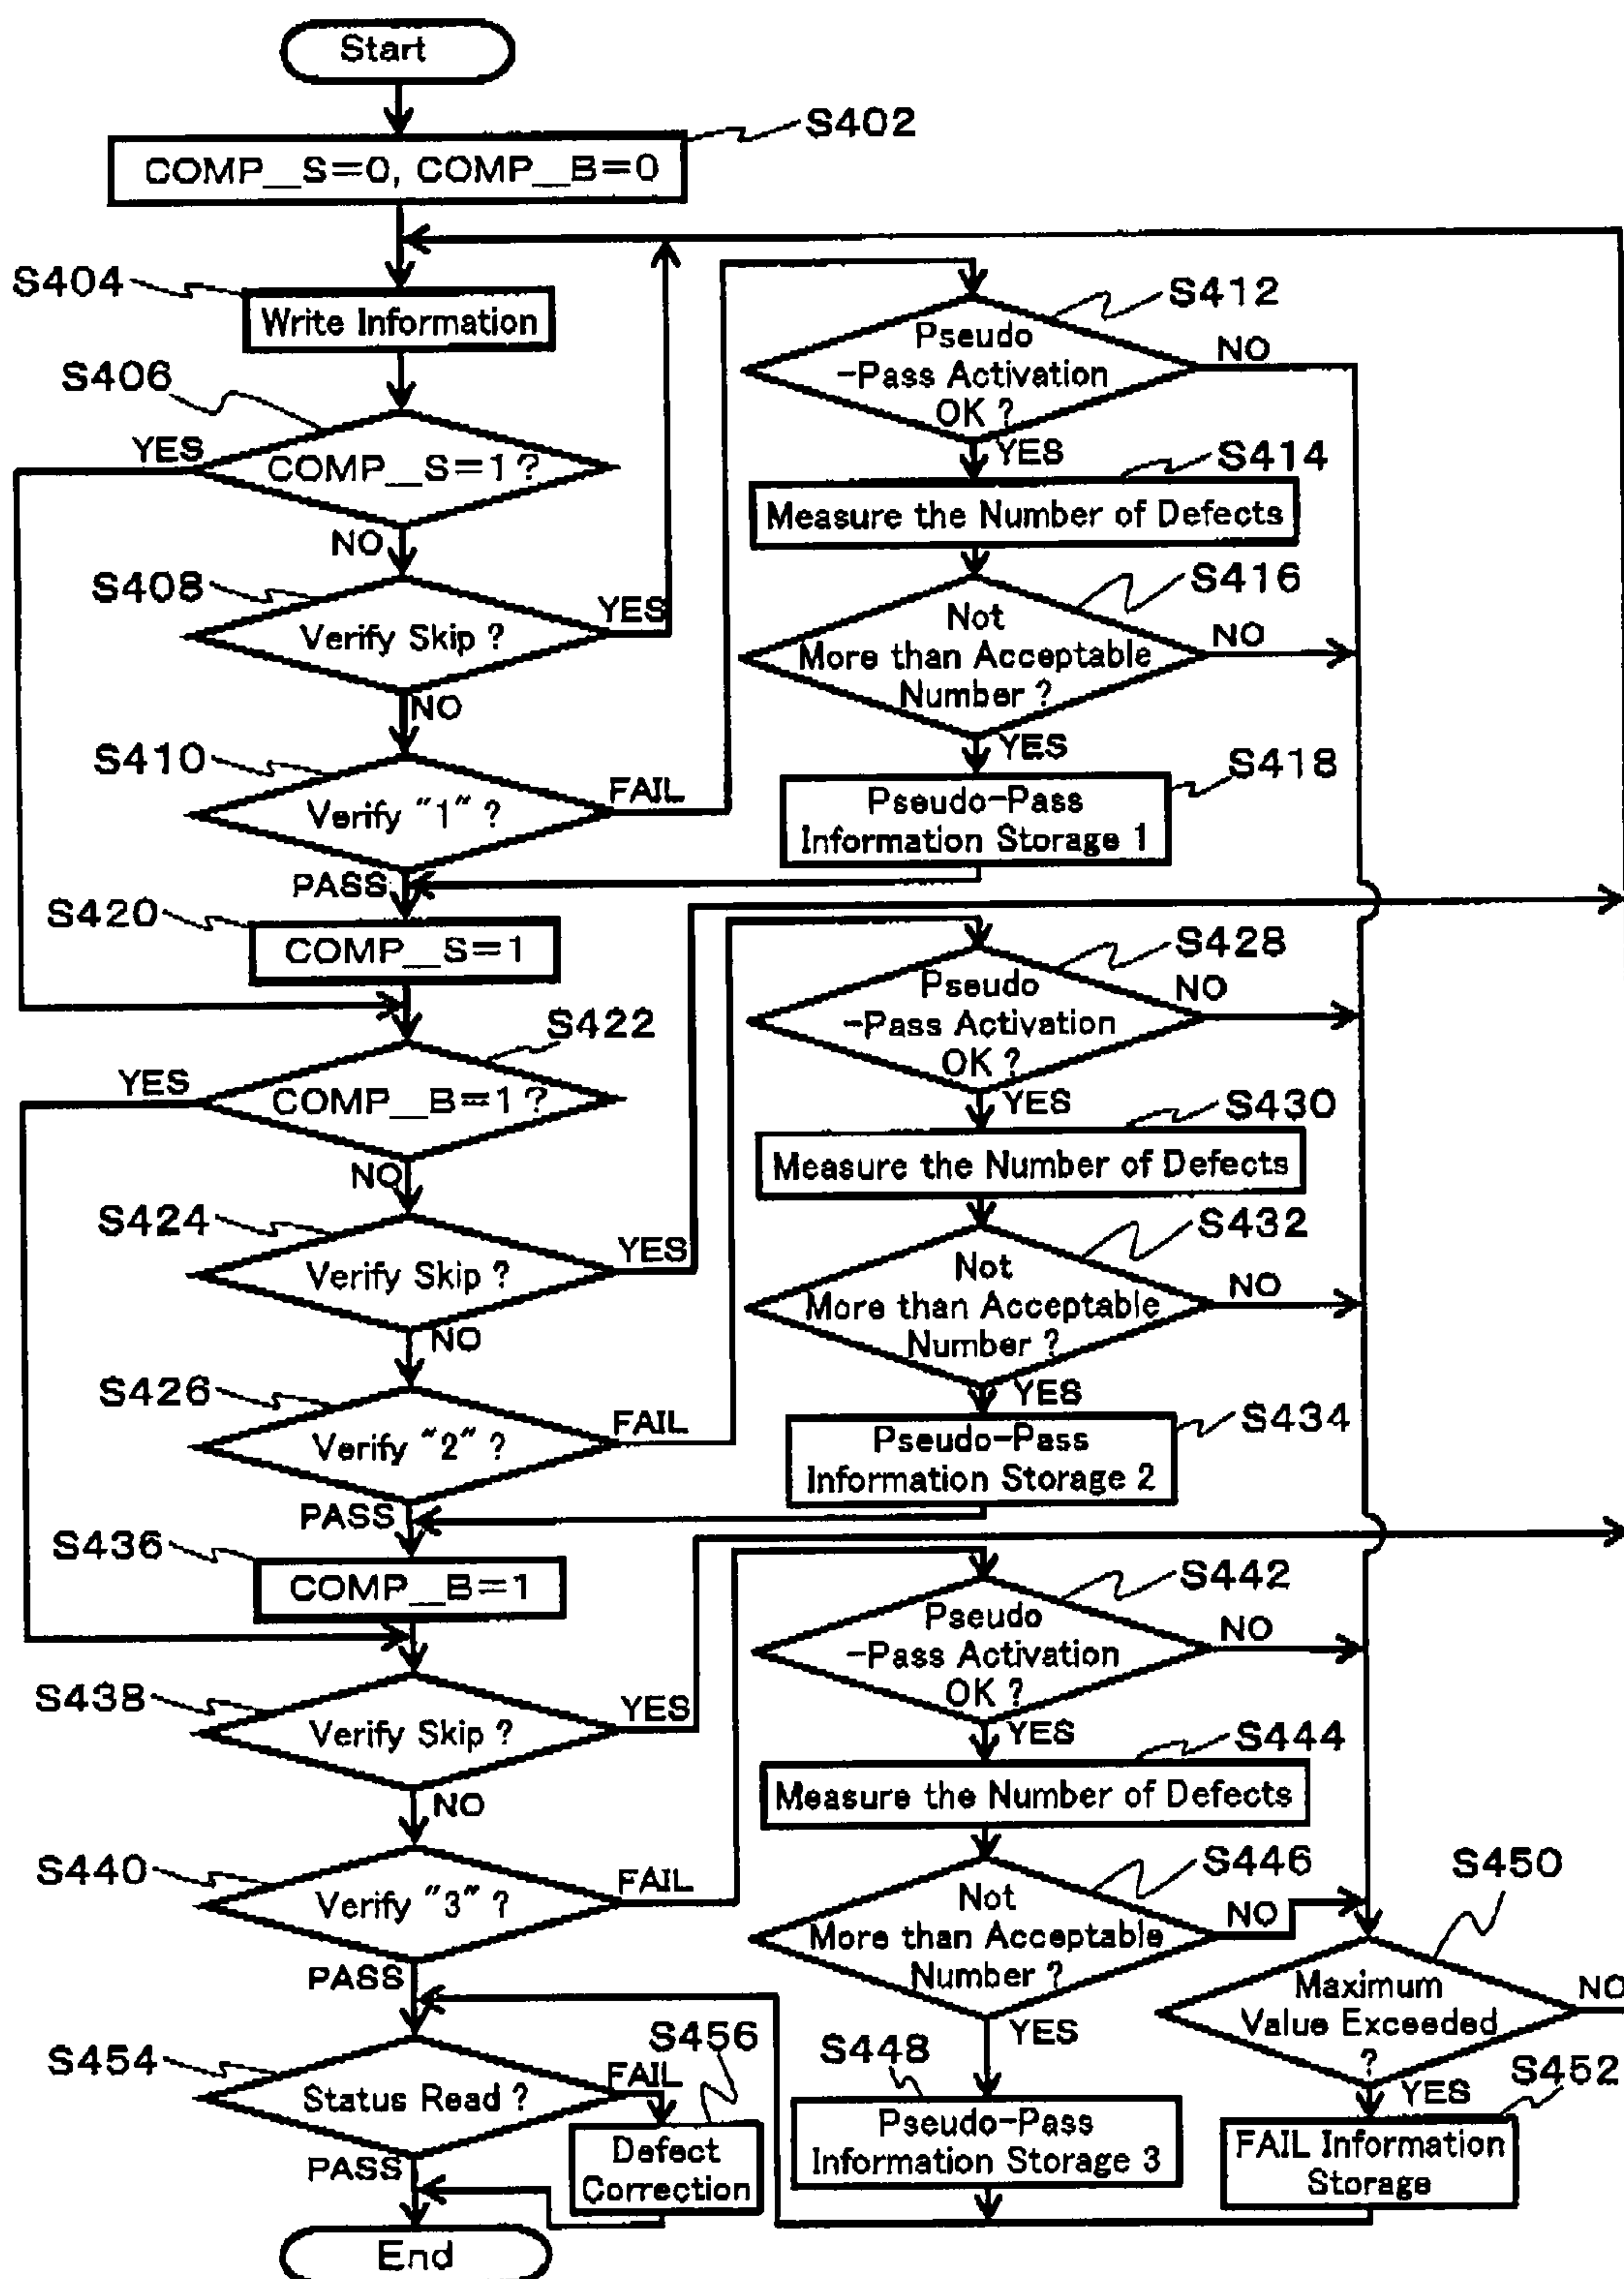 Start
S402
COMP__S=0, COMP__B=0
S404
Write Information
S406
YES
COMP__S=1?
NO
S408
Verify Skip ?
YES
NO
S410
Verify "1" ?
FAIL
PASS
S412
Pseudo
-Pass Activation
OK ?
NO
YES
S414
Measure the Number of Defects
S416
Not
More than Acceptable
Number ?
NO
YES
S418
Pseudo-Pass
Information Storage 1
S420
COMP__S=1
S422
YES
COMP__B=1?
NO
S424
Verify Skip ?
YES
NO
S426
Verify "2" ?
FAIL
PASS
S428
Pseudo
-Pass Activation
OK ?
NO
YES
S430
Measure the Number of Defects
S432
Not
More than Acceptable
Number ?
NO
YES
S434
Pseudo-Pass
Information Storage 2
S436
COMP__B=1
S438
Verify Skip ?
YES
NO
S440
Verify "3" ?
FAIL
PASS
S442
Pseudo
-Pass Activation
OK ?
NO
YES
S444
Measure the Number of Defects
S446
Not
More than Acceptable
Number ?
NO
YES
S448
Pseudo-Pass
Information Storage 3
S450
Maximum
Value Exceeded
?
NO
YES
S452
FAIL Information
Storage
S454
Status Read ?
FAIL
PASS
S456
Defect
Correction
End